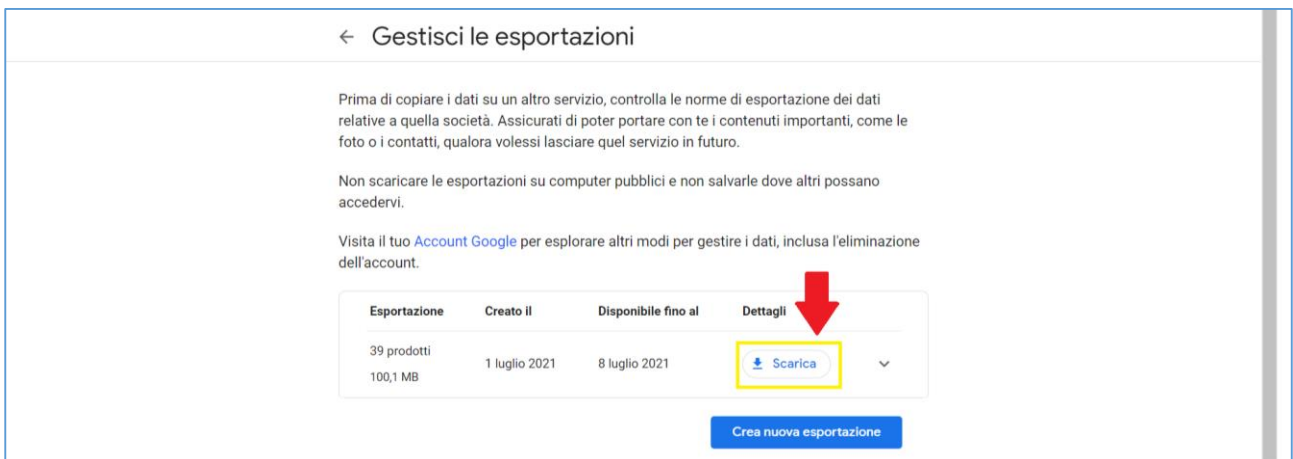 Gestisci le esportazioni
Prima di copiare i dati su un altro servizio, controlla le norme di esportazione dei dati
relative a quella società. Assicurati di poter portare con te i contenuti importanti, come le
foto o i contatti, qualora volessi lasciare quel servizio in futuro.
Non scaricare le esportazioni su computer pubblici e non salvarle dove altri possano
accedervi.
Visita il tuo Account Google per esplorare altri modi per gestire i dati, inclusa l'eliminazione
dell'account.
Esportazione Creato il Disponibile fino al Dettagli
39 prodotti
100,1 MB
1 luglio 2021 8 luglio 2021 Scarica
Crea nuova esportazione